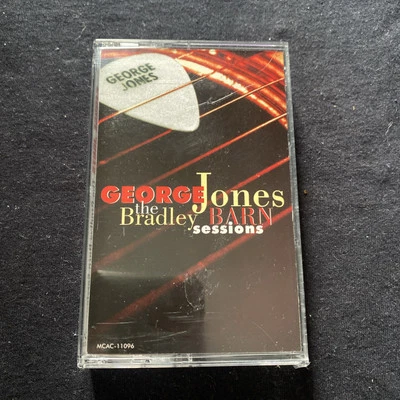 GEORGE
JONES
GEORGE Jones
the
Bradley BARN
sessions
MCAC-11096